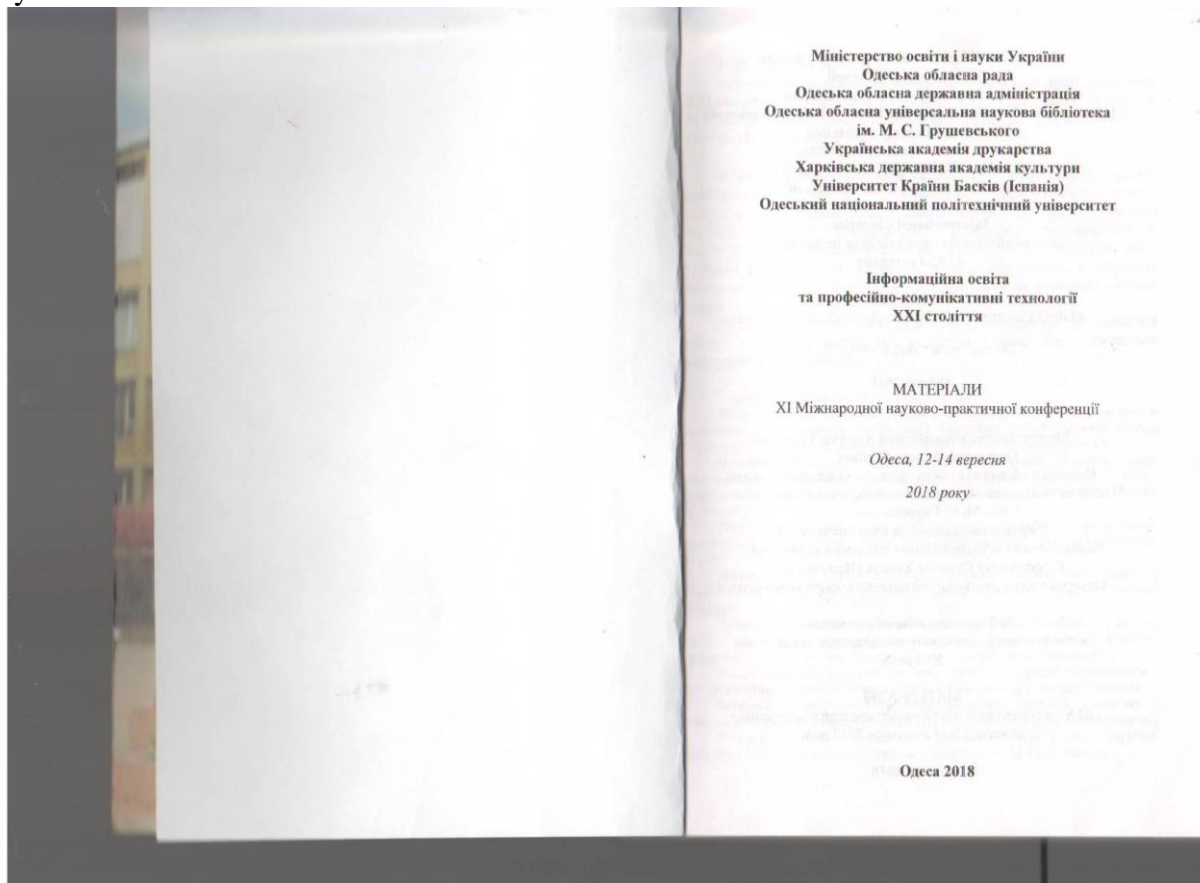 Міністерство освіти і науки України
Одеська обласна рада
Одеська обласна державна адміністрація
Одеська обласна універсальна наукова бібліотека
ім. М. С. Грушевського
Українська академія друкарства
Харківська державна академія культури
Університет Країни Басків (Іспанія)
Одеський національний політехнічний університет
Інформаційна освіта
та професійно-комунікативні технології
ХХІ століття
МАТЕРІАЛИ
ХІ Міжнародної науково-практичної конференції
Одеса, 12-14 вересня
2018 року
Одеса 2018